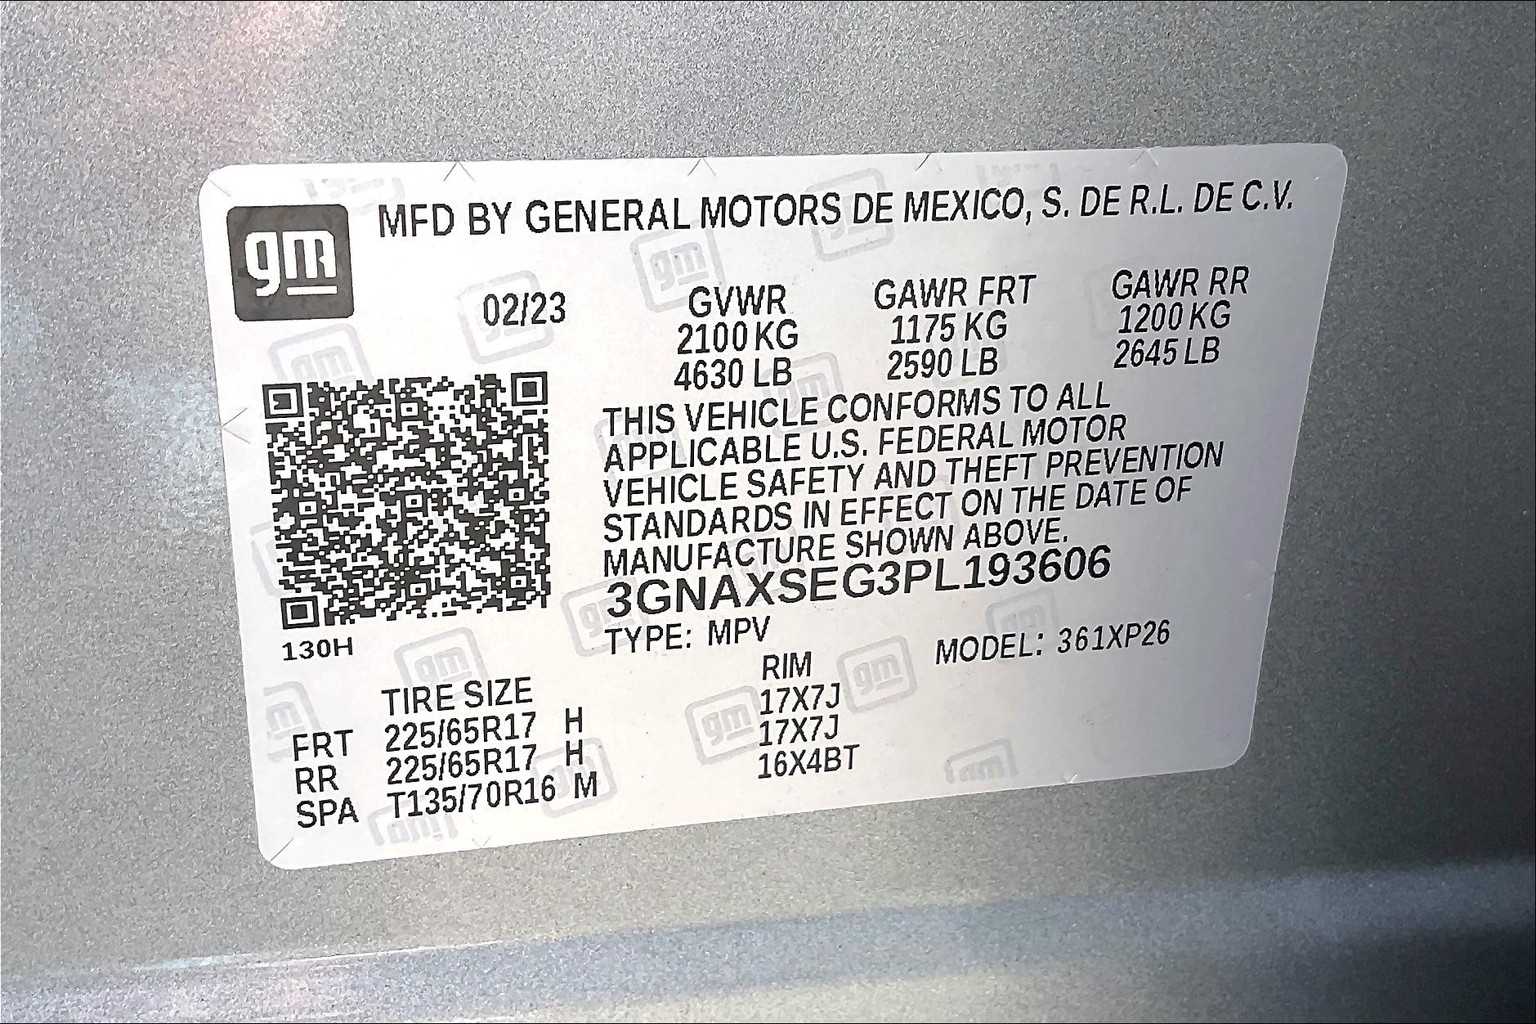 gm MFD BY GENERAL MOTORS DE MEXICO, S. DE R.L. DE C.V.
02/23 GVWR GAWR FRT GAWR RR
2100 KG 1175 KG 1200 KG
4630 LB 2590 LB 2645 LB
THIS VEHICLE CONFORMS TO ALL
APPLICABLE U.S. FEDERAL MOTOR
VEHICLE SAFETY AND THEFT PREVENTION
STANDARDS IN EFFECT ON THE DATE OF
MANUFACTURE SHOWN ABOVE.
3GNAXSEG3PL193606
130H
TYPE: MPV MODEL: 361XP26
TIRE SIZE RIM
FRT 225/65R17 H 17X7J
RR 225/65R17 H 17X7J
SPA T135/70R16 M 16X4BT